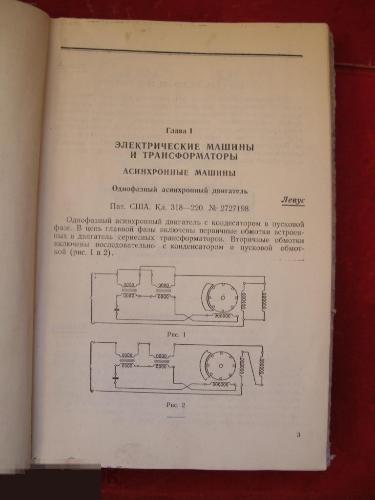 Глава I
ЭЛЕКТРИЧЕСКИЕ МАШИНЫ
И ТРАНСФОРМАТОРЫ
АСИНХРОННЫЕ МАШИНЫ
Однофазный асинхронный двигатель
Левус
Пат. США. Кл. 318—220. № 2727198
Однофазный асинхронный двигатель с конденсатором в пусковой
фазе. В цепь главной фазы включены первичные обмотки встроен-
ных в двигатель сериесных трансформаторов. Вторичные обмотки
включены последовательно с конденсатором и пусковой обмот-
кой (рис. 1 и 2).
Рис. 1
Рис. 2
3